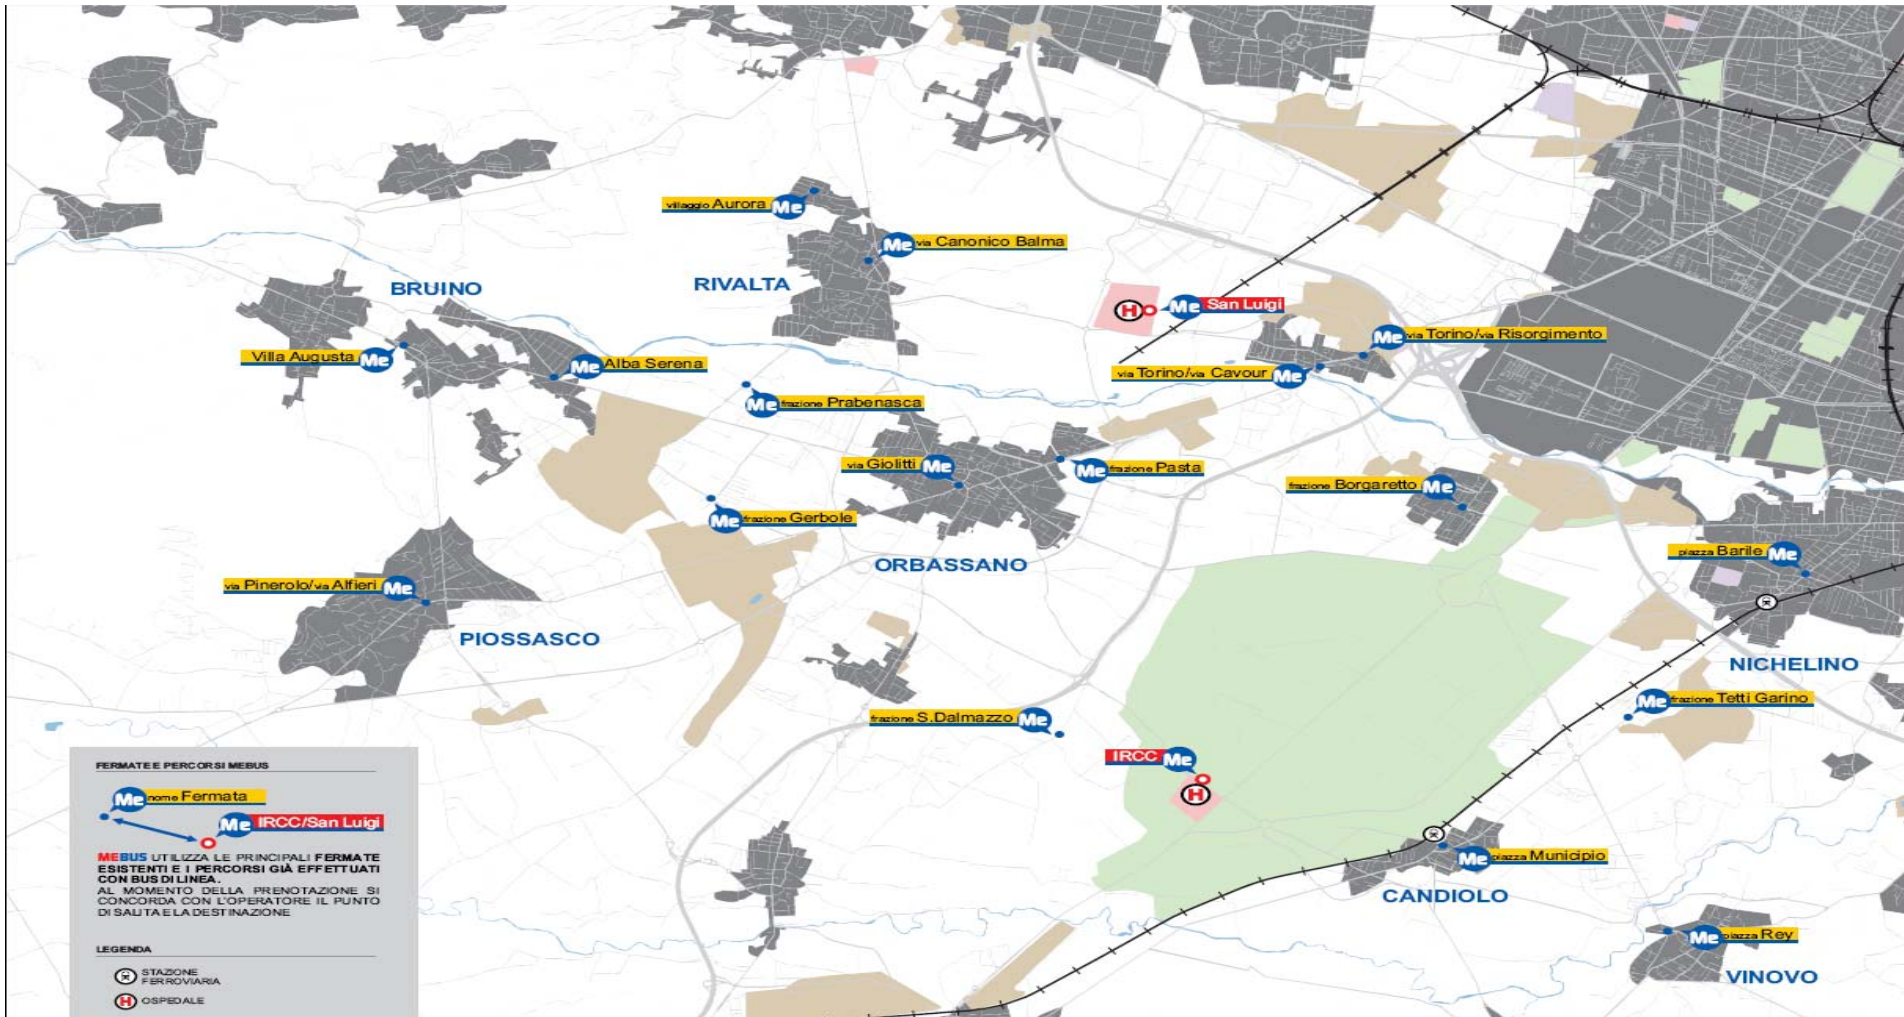 villaggio Aurora Me
Me via Canonico Balma
BRUINO
RIVALTA
H Me San Luigi
Villa Augusta Me
Me Alba Serena
Me via Torino/via Risorgimento
via Torino/via Cavour Me
Me frazione Prabenasca
via Giolitti Me
Me frazione Pasta
frazione Borgaretto Me
Me frazione Gerbole
ORBASSANO
piazza Barile Me
via Pinerolo/via Alfieri Me
PIOSSASCO
NICHELINO
Me frazione Tetti Garino
frazione S.Dalmazzo Me
IRCC Me
H
Me piazza Municipio
CANDIOLO
Me piazza Rey
VINOVO
FERMATE E PERCORSI MEBUS
Me nome Fermata
Me IRCC/San Luigi
MEBUS UTILIZZA LE PRINCIPALI FERMATE
ESISTENTI E I PERCORSI GIÀ EFFETTUATI
CON BUS DI LINEA.
AL MOMENTO DELLA PRENOTAZIONE SI
CONCORDA CON L'OPERATORE IL PUNTO
DI SALITA E LA DESTINAZIONE
LEGENDA
STAZIONE
FERROVIARIA
H OSPEDALE